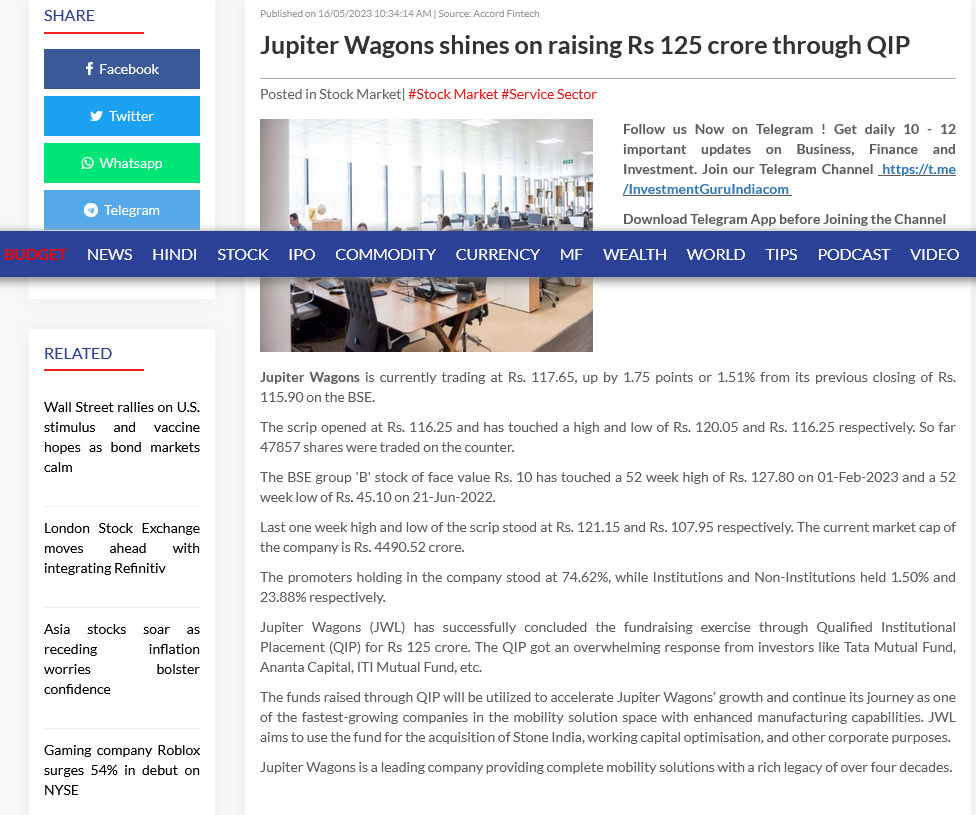 SHARE
Facebook
Twitter
Whatsapp
Telegram
RELATED
Wall Street rallies on U.S.
stimulus and vaccine
hopes as bond markets
calm
London Stock Exchange
moves ahead with
integrating Refinitiv
Asia stocks soar as
receding inflation
worries bolster
confidence
Gaming company Roblox
surges 54% in debut on
NYSE
Published on 16/05/2023 10:34:14 AM | Source: Accord Fintech
Jupiter Wagons shines on raising Rs 125 crore through QIP
Posted in Stock Market| #Stock Market #Service Sector
Follow us Now on Telegram ! Get daily 10 - 12
important updates on Business, Finance and
Investment. Join our Telegram Channel https://t.me
/InvestmentGuruIndiacom
Download Telegram App before Joining the Channel
BUDGET NEWS HINDI STOCK IPO COMMODITY CURRENCY MF WEALTH WORLD TIPS PODCAST VIDEO
Jupiter Wagons is currently trading at Rs. 117.65, up by 1.75 points or 1.51% from its previous closing of Rs.
115.90 on the BSE.
The scrip opened at Rs. 116.25 and has touched a high and low of Rs. 120.05 and Rs. 116.25 respectively. So far
47857 shares were traded on the counter.
The BSE group 'B' stock of face value Rs. 10 has touched a 52 week high of Rs. 127.80 on 01-Feb-2023 and a 52
week low of Rs. 45.10 on 21-Jun-2022.
Last one week high and low of the scrip stood at Rs. 121.15 and Rs. 107.95 respectively. The current market cap of
the company is Rs. 4490.52 crore.
The promoters holding in the company stood at 74.62%, while Institutions and Non-Institutions held 1.50% and
23.88% respectively.
Jupiter Wagons (JWL) has successfully concluded the fundraising exercise through Qualified Institutional
Placement (QIP) for Rs 125 crore. The QIP got an overwhelming response from investors like Tata Mutual Fund,
Ananta Capital, ITI Mutual Fund, etc.
The funds raised through QIP will be utilized to accelerate Jupiter Wagons' growth and continue its journey as one
of the fastest-growing companies in the mobility solution space with enhanced manufacturing capabilities. JWL
aims to use the fund for the acquisition of Stone India, working capital optimisation, and other corporate purposes.
Jupiter Wagons is a leading company providing complete mobility solutions with a rich legacy of over four decades.